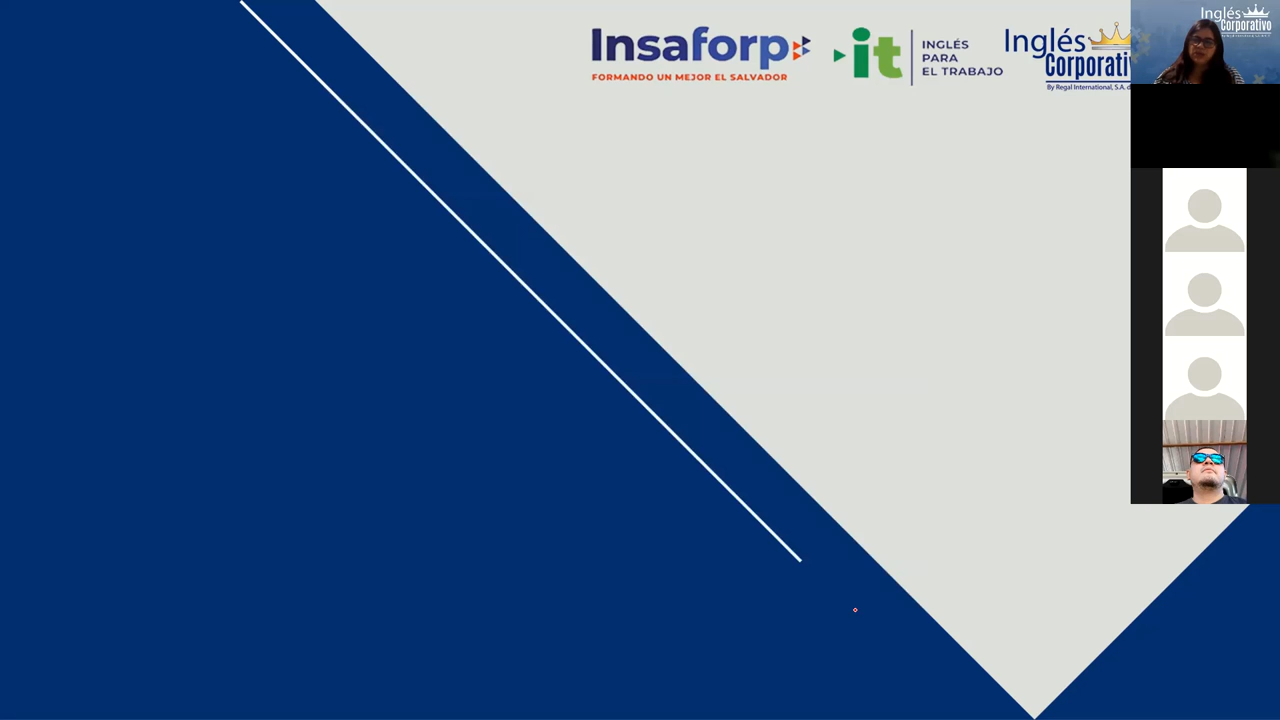 Insaforp
FORMANDO UN MEJOR EL SALVADOR
it
INGLÉS
PARA
EL TRABAJO
Inglés
Corporativ
By Regal International, S.A. d
Inglés
Corporativo